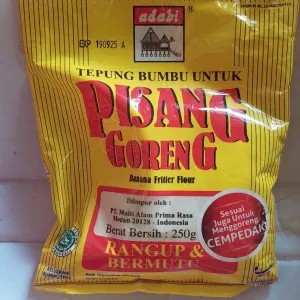 adabi
EXP 190925 A
TEPUNG BUMBU UNTUK
PISANG
GORENG
Banana Fritter Flour
Diimpor oleh :
PT. Multi Alam Prima Rasa
Medan 20128 - Indonesia
Berat Bersih : 250g
Sesuai
Juga Untuk
Menggoreng
CEMPEDAK
RANGUP &
BERMUTU
HALAL